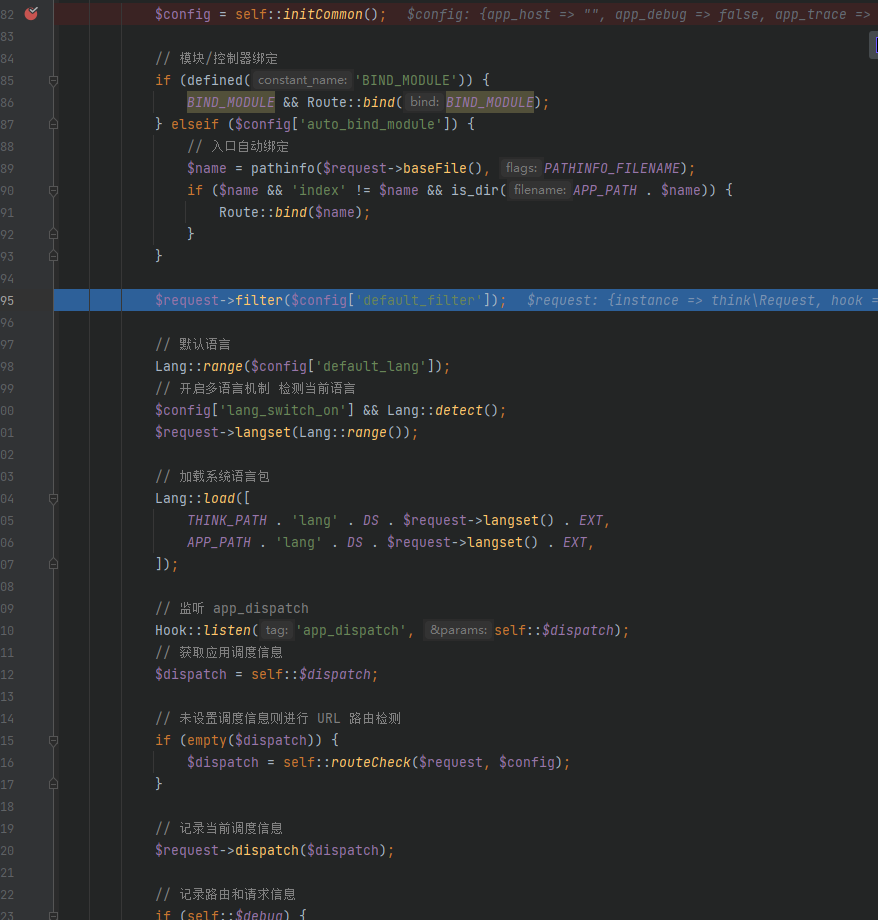 82 $config = self::initCommon(); $config: {app_host => "", app_debug => false, app_trace =>
83
84 // 模块/控制器绑定
85 if (defined( constant_name: 'BIND_MODULE')) {
86 BIND_MODULE && Route::bind( bind: BIND_MODULE);
87 } elseif ($config['auto_bind_module']) {
88 // 入口自动绑定
89 $name = pathinfo($request->baseFile(), flags: PATHINFO_FILENAME);
90 if ($name && 'index' != $name && is_dir( filename: APP_PATH . $name)) {
91 Route::bind($name);
92 }
93 }
94
95 $request->filter($config['default_filter']); $request: {instance => think\Request, hook =
96
97 // 默认语言
98 Lang::range($config['default_lang']);
99 // 开启多语言机制 检测当前语言
00 $config['lang_switch_on'] && Lang::detect();
01 $request->langset(Lang::range());
02
03 // 加载系统语言包
04 Lang::load([
05 THINK_PATH . 'lang' . DS . $request->langset() . EXT,
06 APP_PATH . 'lang' . DS . $request->langset() . EXT,
07 ]);
08
09 // 监听 app_dispatch
10 Hook::listen( tag: 'app_dispatch', &params: self::$dispatch);
11 // 获取应用调度信息
12 $dispatch = self::$dispatch;
13
14 // 未设置调度信息则进行 URL 路由检测
15 if (empty($dispatch)) {
16 $dispatch = self::routeCheck($request, $config);
17 }
18
19 // 记录当前调度信息
20 $request->dispatch($dispatch);
21
22 // 记录路由和请求信息
23 if (self::$debug) {